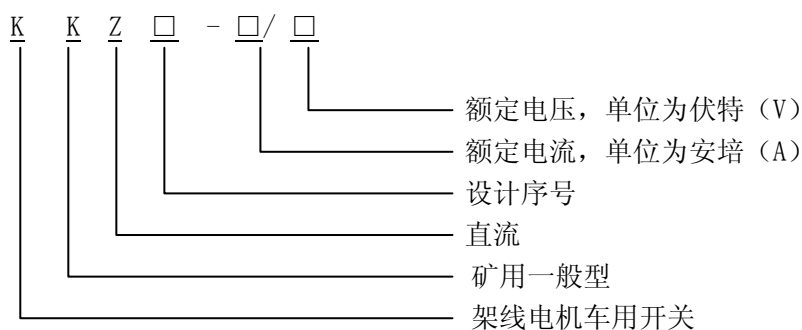 K K Z □ - □/ □
额定电压，单位为伏特（V）
额定电流，单位为安培（A）
设计序号
直流
矿用一般型
架线电机车用开关